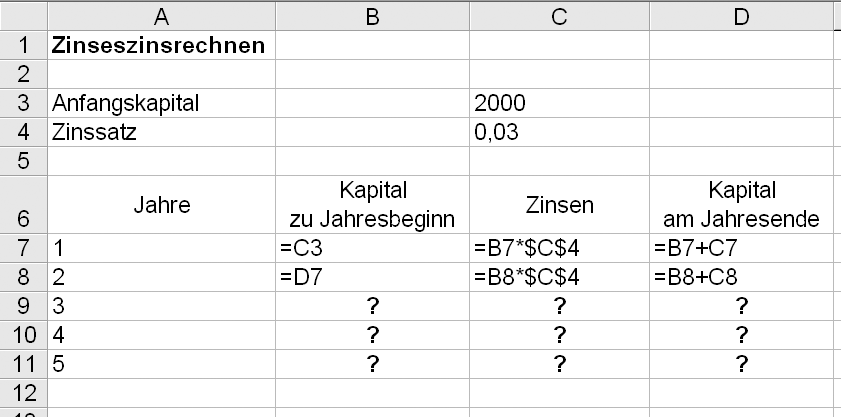 A B C D
1 Zinseszinsrechnen
2
3 Anfangskapital 2000
4 Zinssatz 0,03
5
6 Jahre Kapital zu Jahresbeginn Zinsen Kapital am Jahresende
7 1 =C3 =B7*$C$4 =B7+C7
8 2 =D7 =B8*$C$4 =B8+C8
9 3 ? ? ?
10 4 ? ? ?
11 5 ? ? ?
12